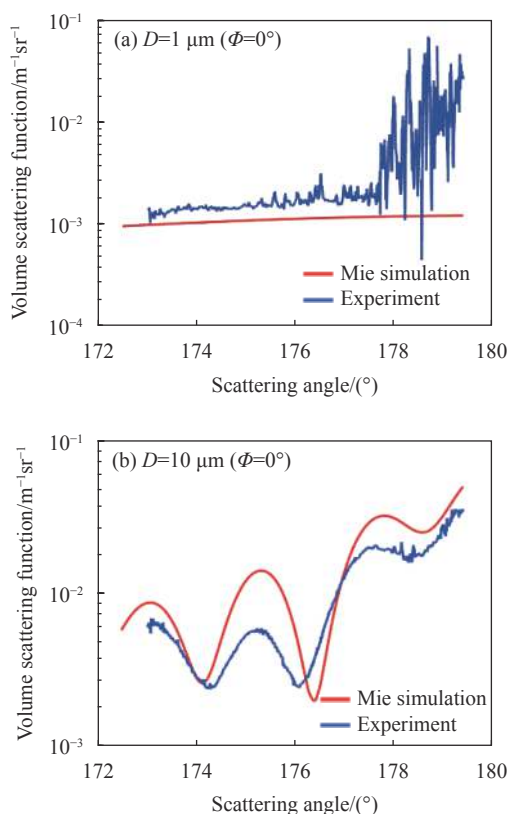 10⁻¹
(a) D=1 μm (Φ=0°)
10⁻²
10⁻³
10⁻⁴
Volume scattering function/m⁻¹sr⁻¹
Mie simulation
Experiment
172 174 176 178 180
Scattering angle/(°)
10⁻¹
(b) D=10 μm (Φ=0°)
10⁻²
10⁻³
Volume scattering function/m⁻¹sr⁻¹
Mie simulation
Experiment
172 174 176 178 180
Scattering angle/(°)